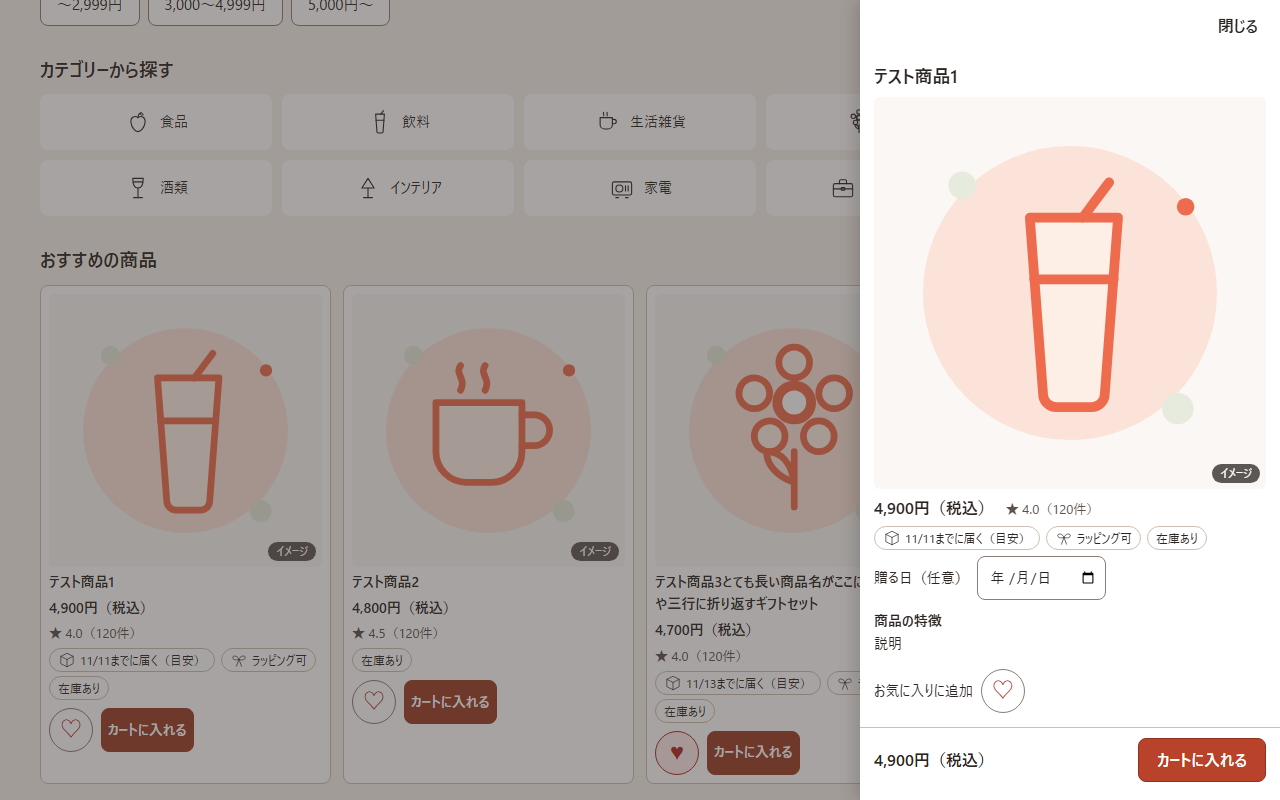 ～2,999円
3,000～4,999円
5,000円～
カテゴリーから探す
食品
飲料
生活雑貨
酒類
インテリア
家電
おすすめの商品
イメージ
テスト商品1
4,900円（税込）
★ 4.0（120件）
11/11までに届く（目安）
ラッピング可
在庫あり
♡
カートに入れる
イメージ
テスト商品2
4,800円（税込）
★ 4.5（120件）
在庫あり
♡
カートに入れる
テスト商品3とても長い商品名がここに
や三行に折り返すギフトセット
4,700円（税込）
★ 4.0（120件）
11/13までに届く（目安）
在庫あり
♥
カートに入れる
閉じる
テスト商品1
イメージ
4,900円（税込）
★ 4.0（120件）
11/11までに届く（目安）
ラッピング可
在庫あり
贈る日（任意）
年 /月/日
商品の特徴
説明
お気に入りに追加
♡
4,900円（税込）
カートに入れる